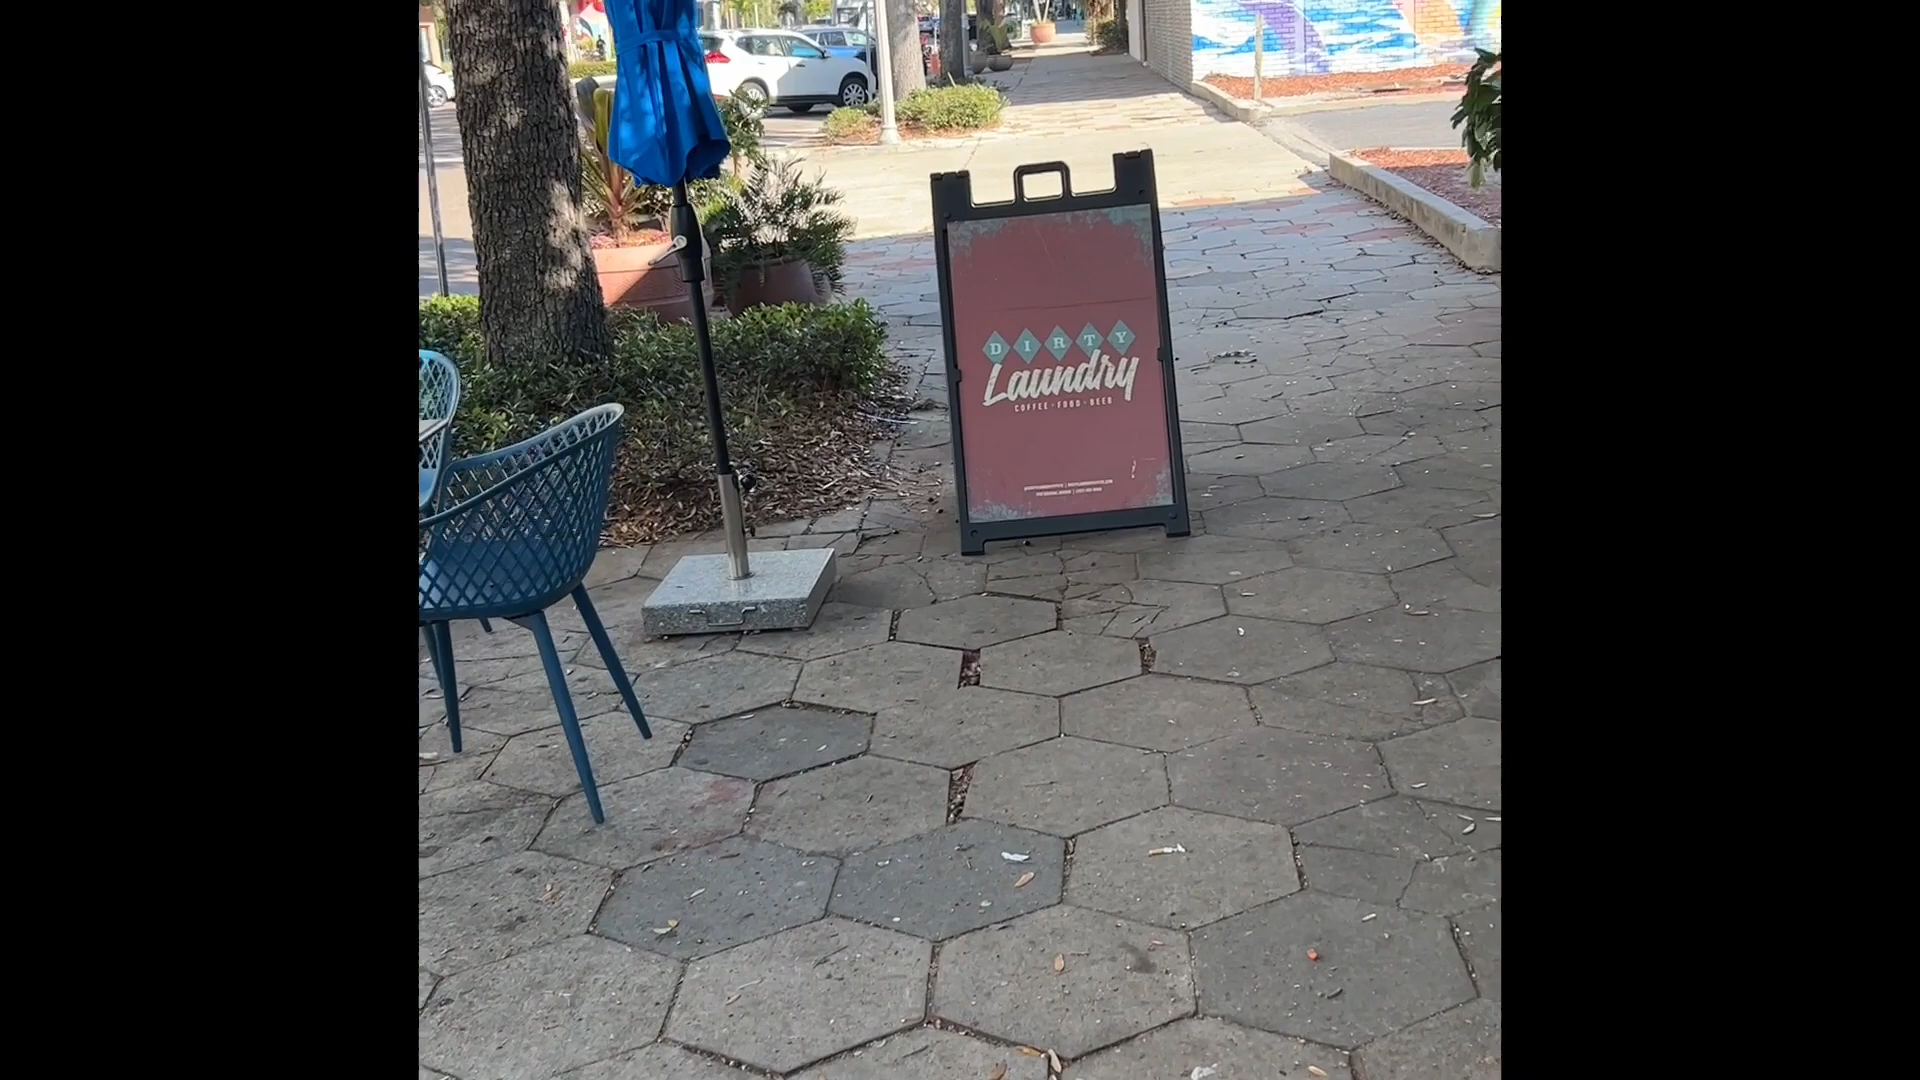 DIRTY
Laundry
COFFEE • FOOD • BEER